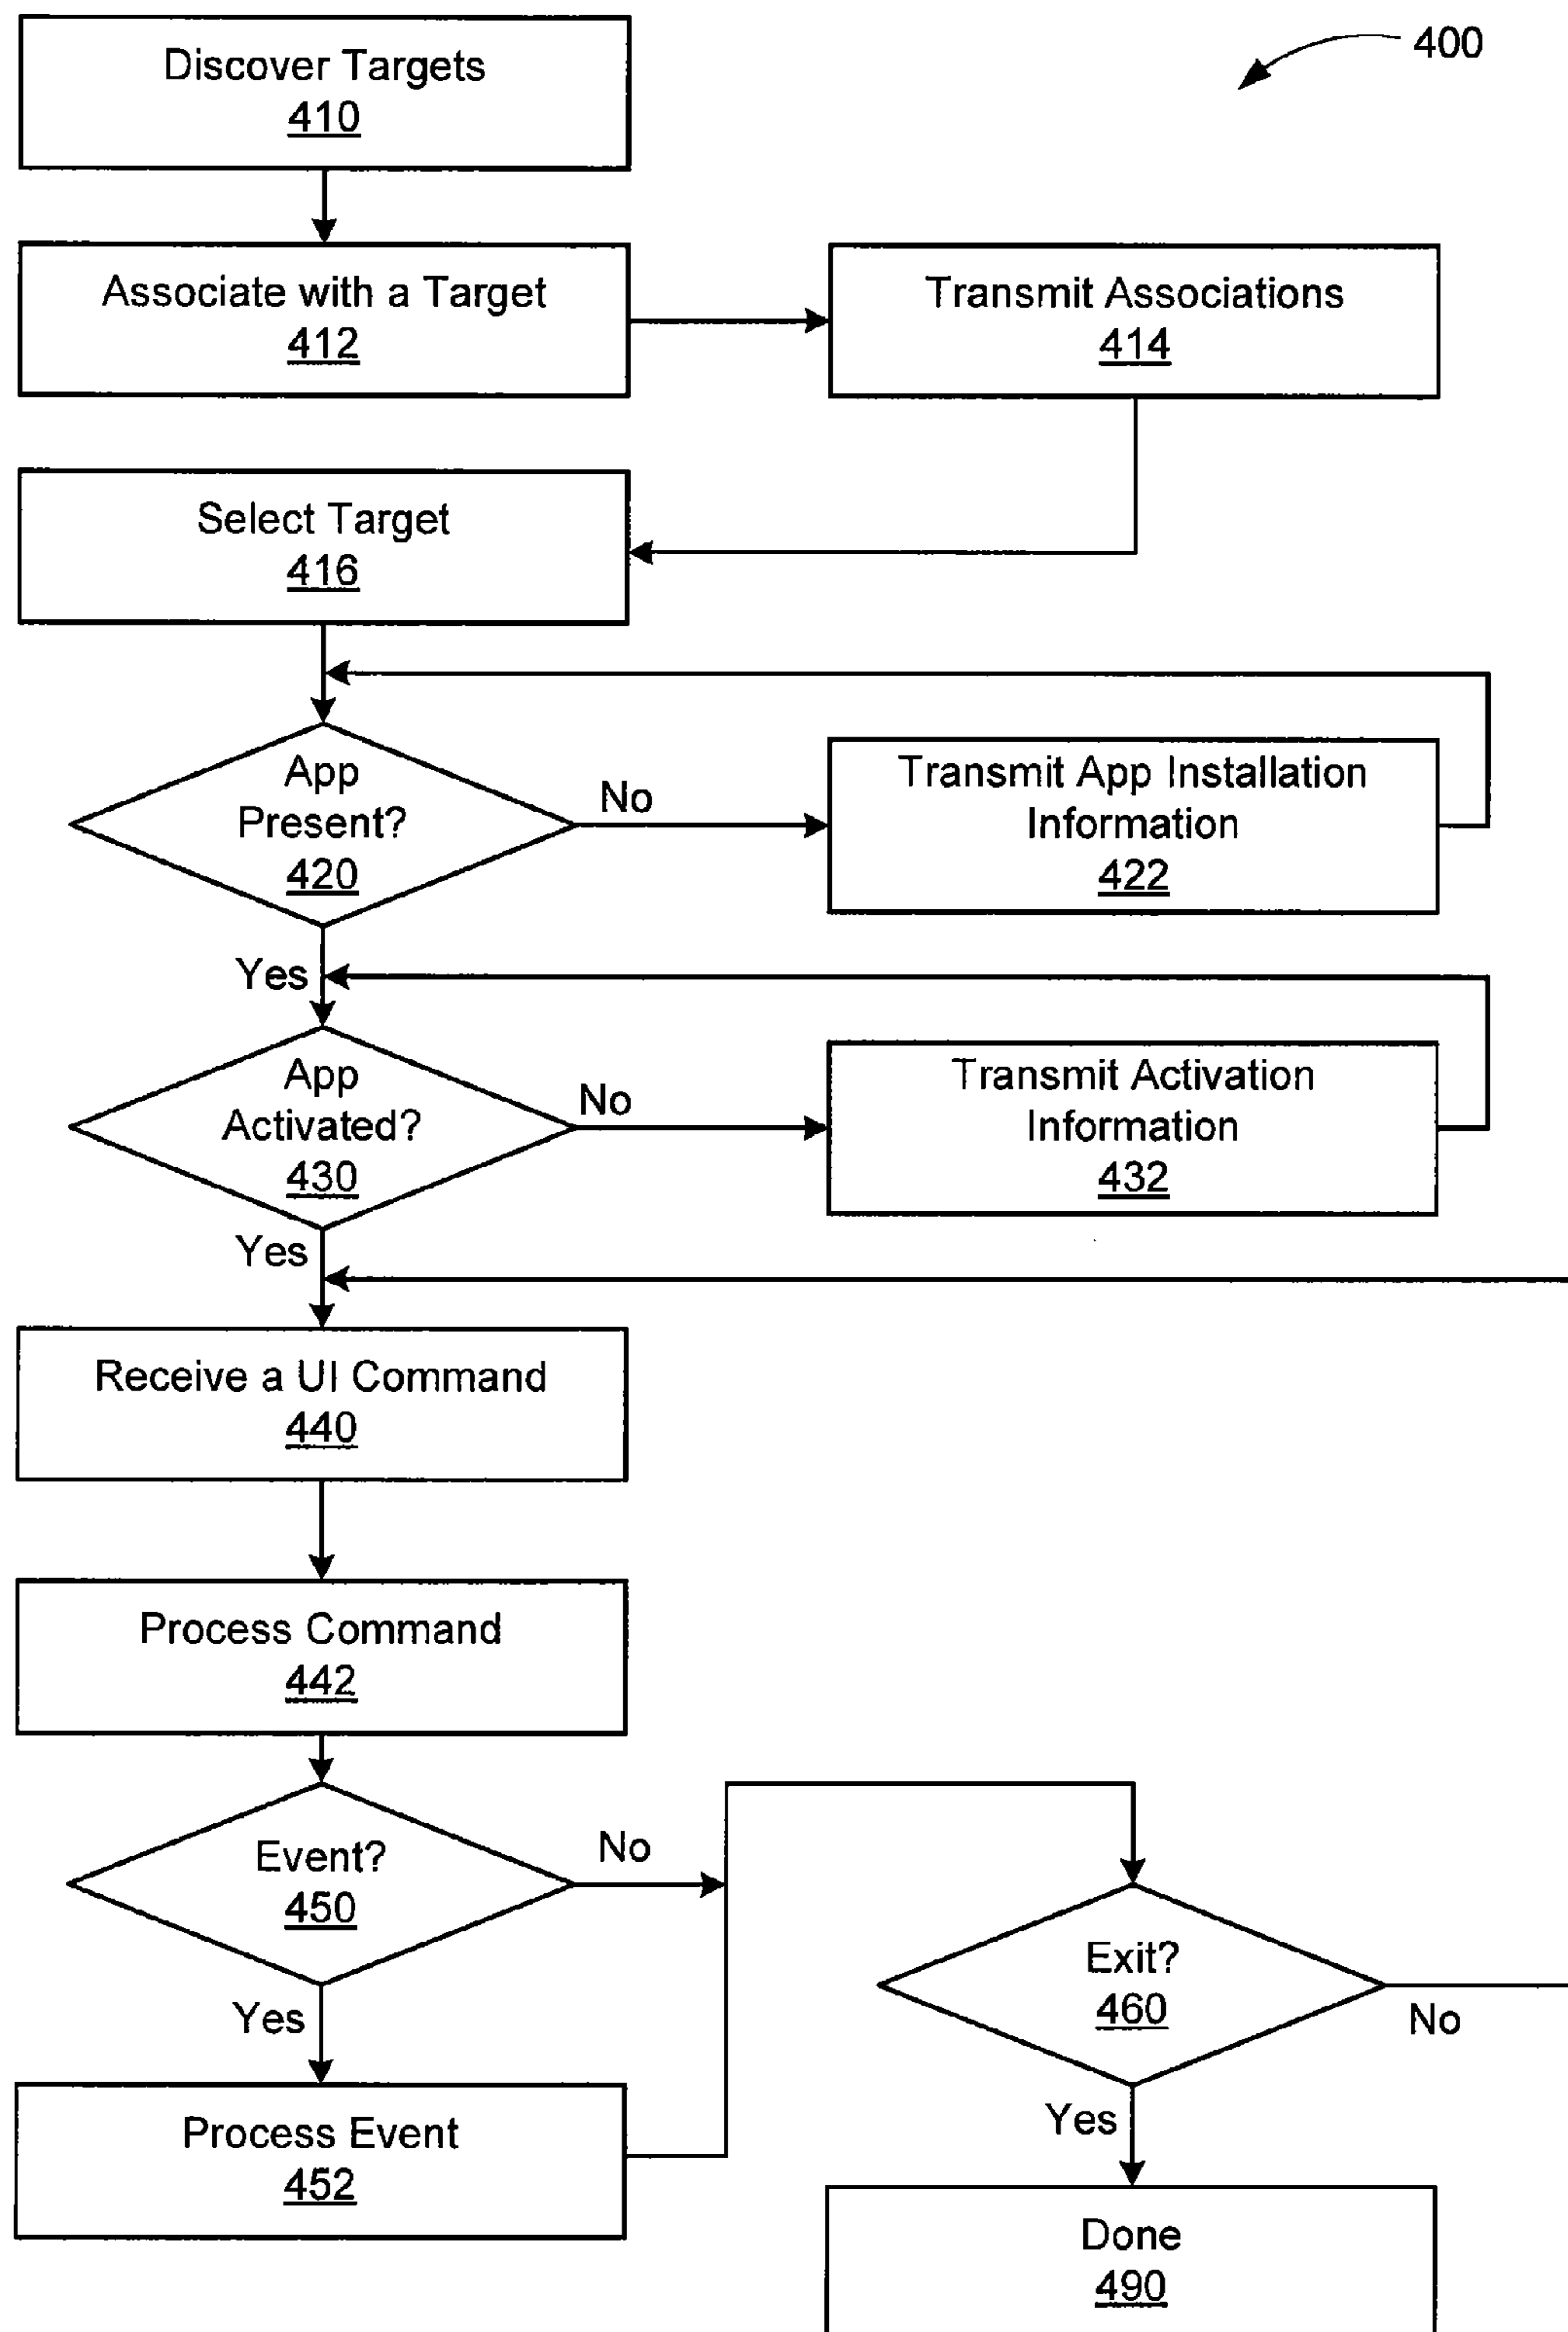 400
Discover Targets
410
Associate with a Target
412
Transmit Associations
414
Select Target
416
App
Present?
420
No
Transmit App Installation
Information
422
Yes
App
Activated?
430
No
Transmit Activation
Information
432
Yes
Receive a UI Command
440
Process Command
442
Event?
450
No
Yes
Process Event
452
Exit?
460
No
Yes
Done
490